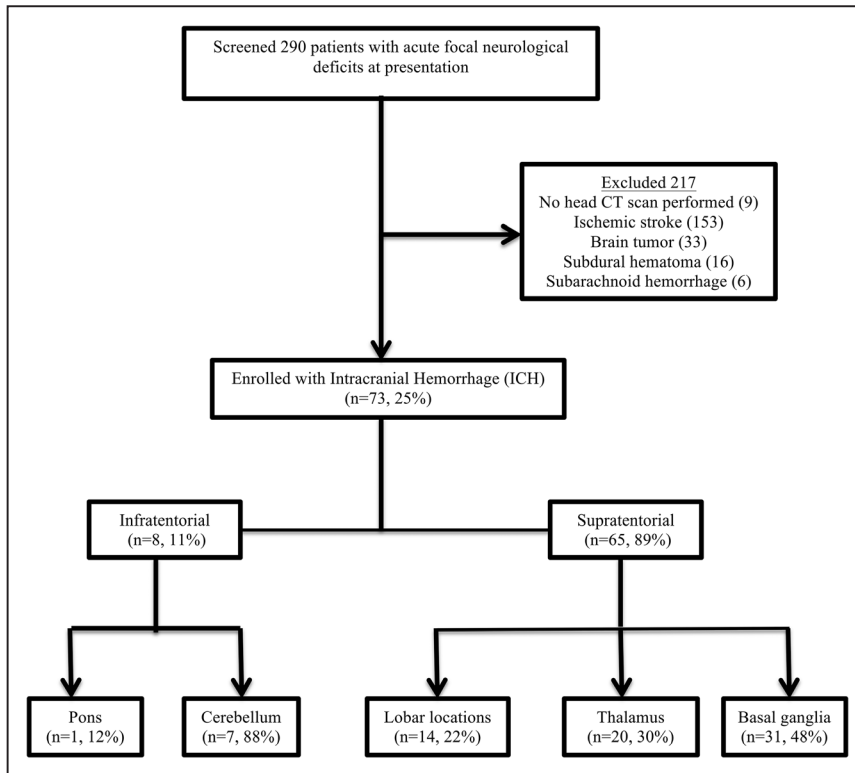 Screened 290 patients with acute focal neurological
deficits at presentation
Excluded 217
No head CT scan performed (9)
Ischemic stroke (153)
Brain tumor (33)
Subdural hematoma (16)
Subarachnoid hemorrhage (6)
Enrolled with Intracranial Hemorrhage (ICH)
(n=73, 25%)
Infratentorial
(n=8, 11%)
Supratentorial
(n=65, 89%)
Pons
(n=1, 12%)
Cerebellum
(n=7, 88%)
Lobar locations
(n=14, 22%)
Thalamus
(n=20, 30%)
Basal ganglia
(n=31, 48%)